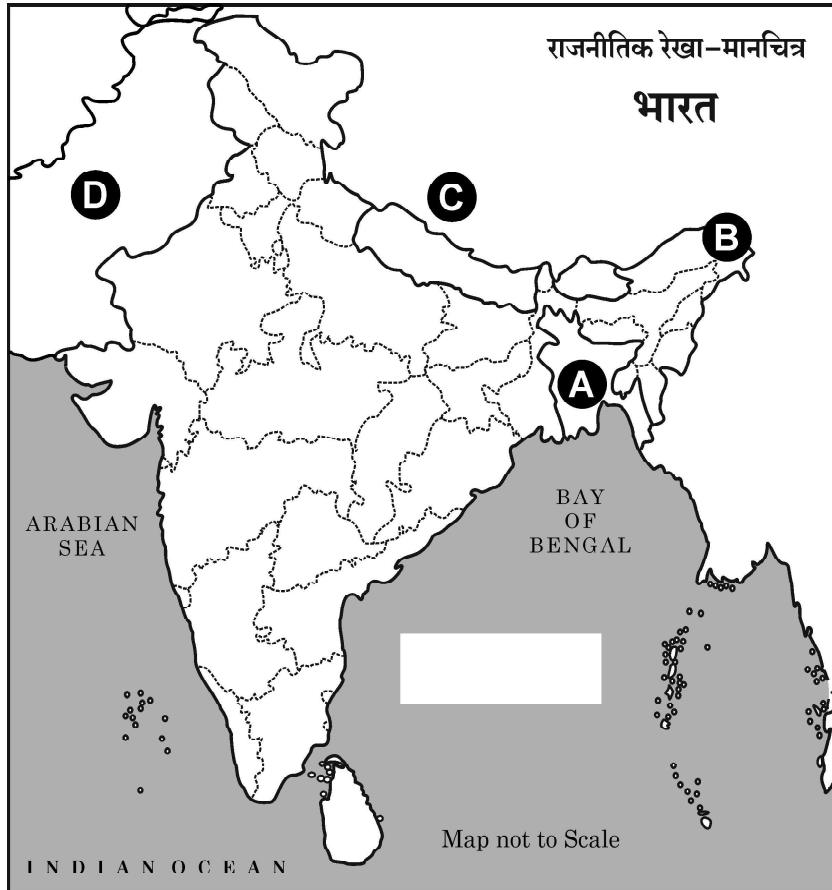 राजनीतिक रेखा-मानचित्र
भारत
D
C
B
A
ARABIAN
SEA
BAY
OF
BENGAL
Map not to Scale
INDIAN OCEAN